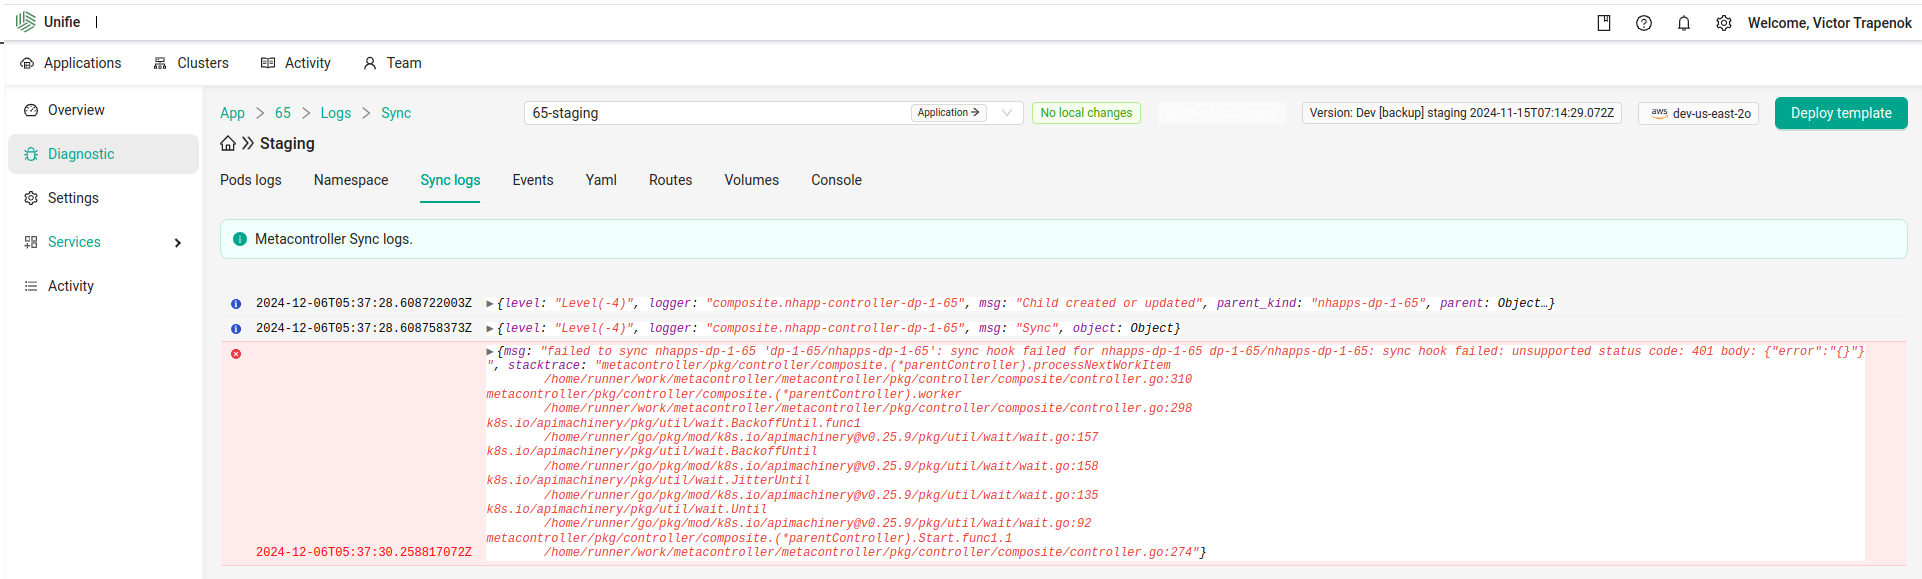 Unifie
Welcome, Victor Trapenok
Applications Clusters Activity Team
Overview
Diagnostic
Settings
Services
Activity
App > 65 > Logs > Sync
65-staging Application → No local changes
Version: Dev [backup] staging 2024-11-15T07:14:29.072Z aws dev-us-east-2o Deploy template
Staging
Pods logs Namespace Sync logs Events Yaml Routes Volumes Console
Metacontroller Sync logs.
2024-12-06T05:37:28.608722003Z ▶{level: "Level(-4)", logger: "composite.nhapp-controller-dp-1-65", msg: "Child created or updated", parent_kind: "nhapps-dp-1-65", parent: Object…}
2024-12-06T05:37:28.608758373Z ▶{level: "Level(-4)", logger: "composite.nhapp-controller-dp-1-65", msg: "Sync", object: Object}
▶{msg: "failed to sync nhapps-dp-1-65 'dp-1-65/nhapps-dp-1-65': sync hook failed for nhapps-dp-1-65 dp-1-65/nhapps-dp-1-65: sync hook failed: unsupported status code: 401 body: {"error":"{}"}
", stacktrace: "metacontroller/pkg/controller/composite.(*parentController).processNextWorkItem
/home/runner/work/metacontroller/metacontroller/pkg/controller/composite/controller.go:310
metacontroller/pkg/controller/composite.(*parentController).worker
/home/runner/work/metacontroller/metacontroller/pkg/controller/composite/controller.go:298
k8s.io/apimachinery/pkg/util/wait.BackoffUntil.func1
/home/runner/go/pkg/mod/k8s.io/apimachinery@v0.25.9/pkg/util/wait/wait.go:157
k8s.io/apimachinery/pkg/util/wait.BackoffUntil
/home/runner/go/pkg/mod/k8s.io/apimachinery@v0.25.9/pkg/util/wait/wait.go:158
k8s.io/apimachinery/pkg/util/wait.JitterUntil
/home/runner/go/pkg/mod/k8s.io/apimachinery@v0.25.9/pkg/util/wait/wait.go:135
k8s.io/apimachinery/pkg/util/wait.Until
/home/runner/go/pkg/mod/k8s.io/apimachinery@v0.25.9/pkg/util/wait/wait.go:92
metacontroller/pkg/controller/composite.(*parentController).Start.func1.1
2024-12-06T05:37:30.258817072Z /home/runner/work/metacontroller/metacontroller/pkg/controller/composite/controller.go:274"}